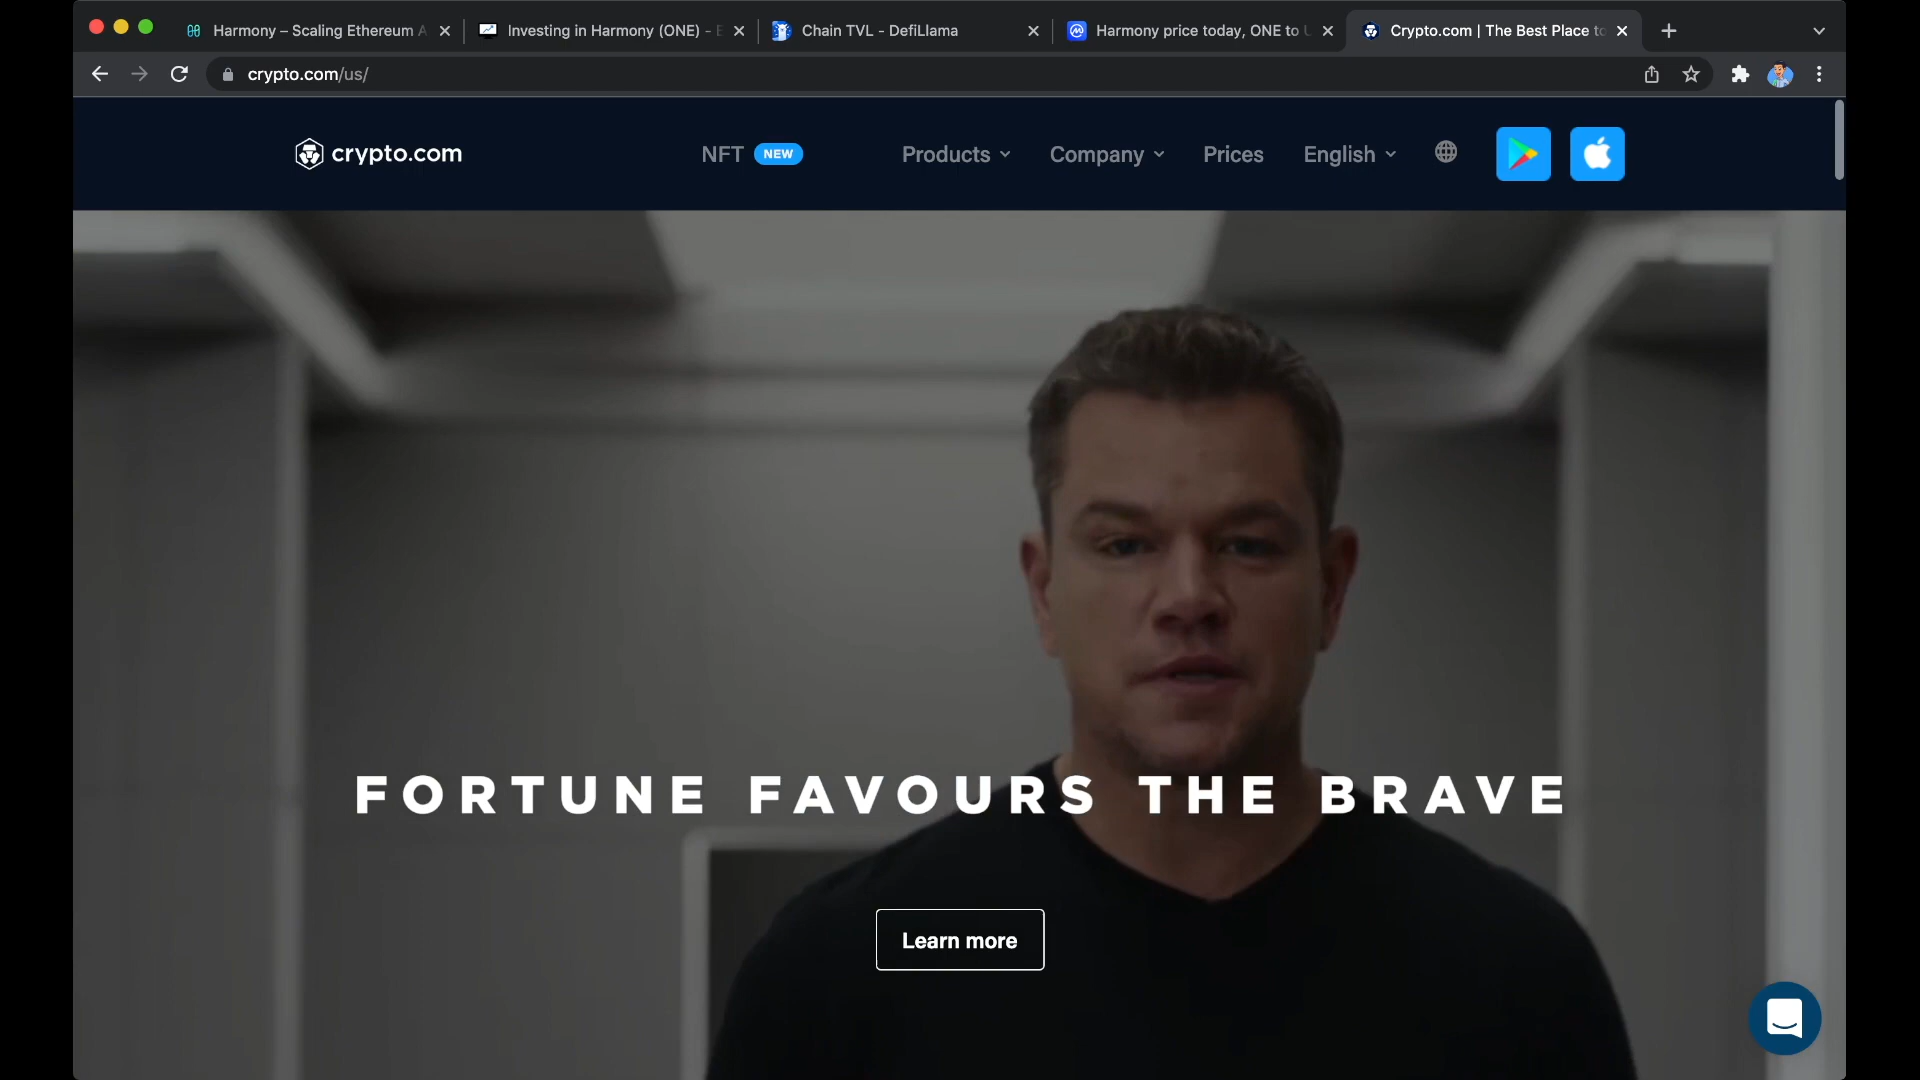 Harmony – Scaling Ethereum A
Investing in Harmony (ONE) - E
Chain TVL - DefiLlama
Harmony price today, ONE to U
Crypto.com | The Best Place to
crypto.com/us/
crypto.com
NFT NEW
Products
Company
Prices
English
FORTUNE FAVOURS THE BRAVE
Learn more